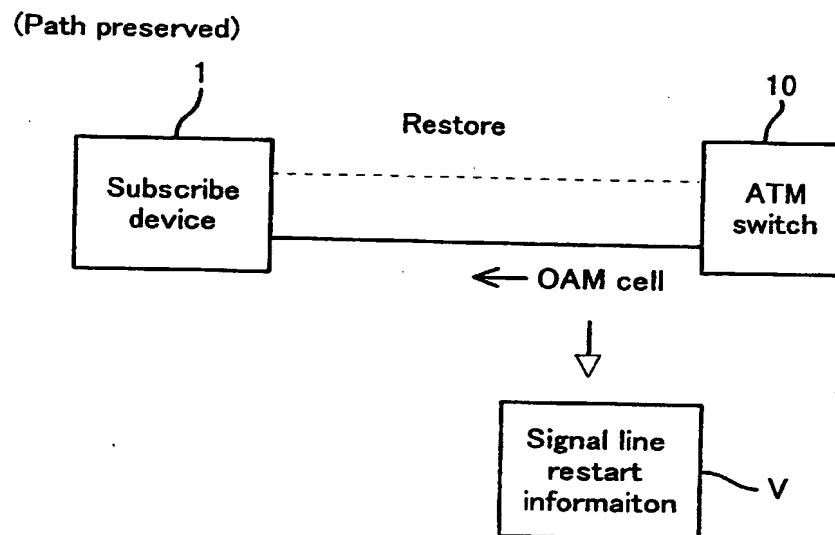 (Path preserved)
1
10
Restore
Subscribe
device
ATM
switch
← OAM cell
Signal line
restart
informaiton
V